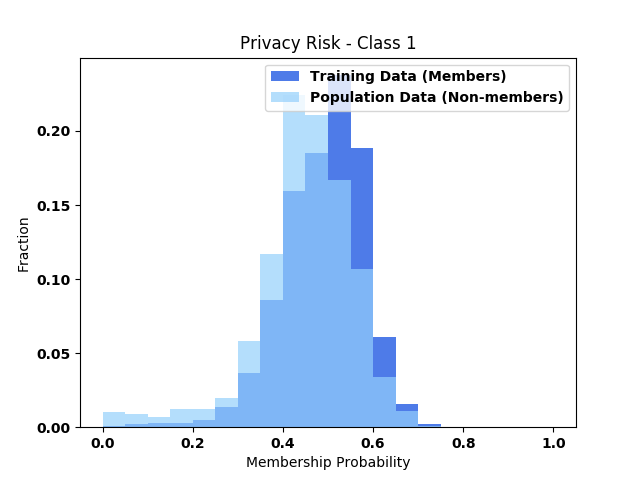 Privacy Risk - Class 1
Training Data (Members)
Population Data (Non-members)
0.20
0.15
0.10
0.05
0.00
Fraction
0.0 0.2 0.4 0.6 0.8 1.0
Membership Probability